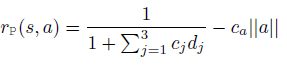 r_P(s, a) = \frac{1}{1 + \sum_{j=1}^{3} c_j d_j} - c_a||a||